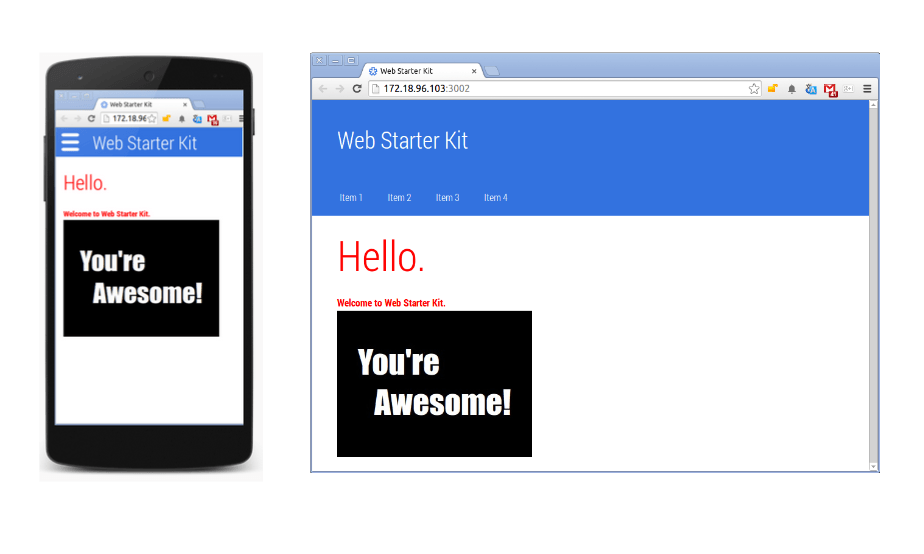 Web Starter Kit
172.18.96
Web Starter Kit
Hello.
Welcome to Web Starter Kit.
You're
Awesome!
Web Starter Kit
172.18.96.103:3002
Web Starter Kit
Item 1 Item 2 Item 3 Item 4
Hello.
Welcome to Web Starter Kit.
You're
Awesome!